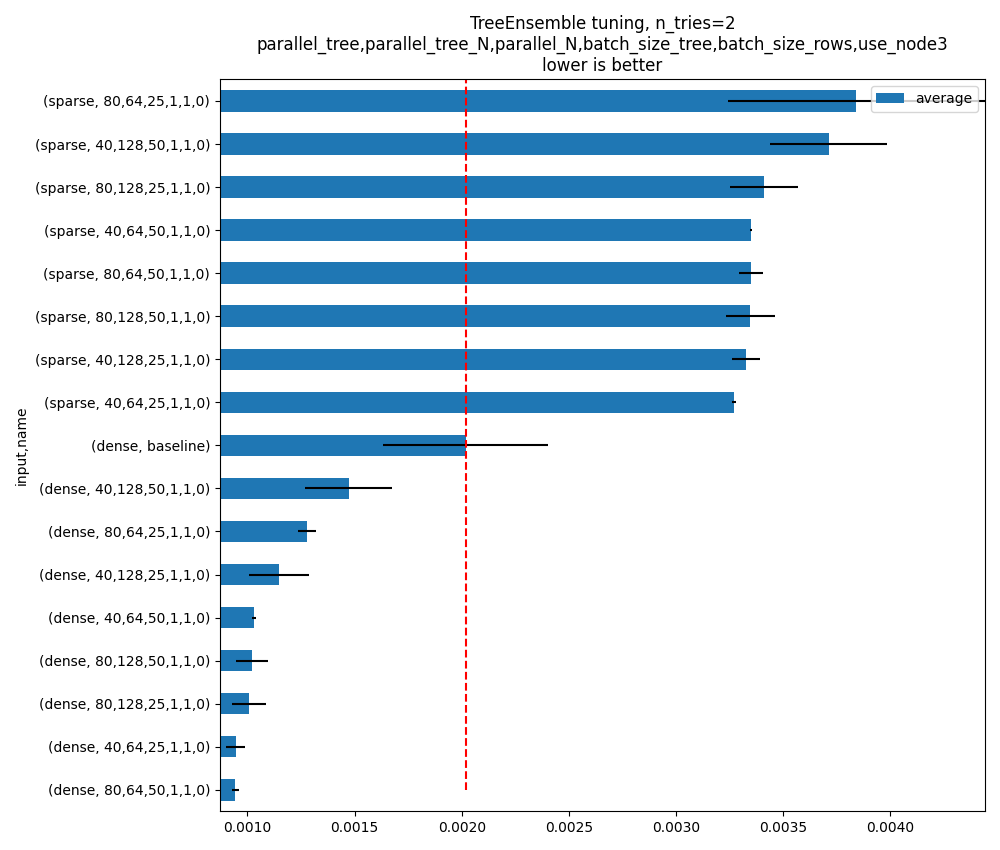 TreeEnsemble tuning, n_tries=2
parallel_tree,parallel_tree_N,parallel_N,batch_size_tree,batch_size_rows,use_node3
lower is better
average
input,name
(sparse, 80,64,25,1,1,0)
(sparse, 40,128,50,1,1,0)
(sparse, 80,128,25,1,1,0)
(sparse, 40,64,50,1,1,0)
(sparse, 80,64,50,1,1,0)
(sparse, 80,128,50,1,1,0)
(sparse, 40,128,25,1,1,0)
(sparse, 40,64,25,1,1,0)
(dense, baseline)
(dense, 40,128,50,1,1,0)
(dense, 80,64,25,1,1,0)
(dense, 40,128,25,1,1,0)
(dense, 40,64,50,1,1,0)
(dense, 80,128,50,1,1,0)
(dense, 80,128,25,1,1,0)
(dense, 40,64,25,1,1,0)
(dense, 80,64,50,1,1,0)
0.0010 0.0015 0.0020 0.0025 0.0030 0.0035 0.0040